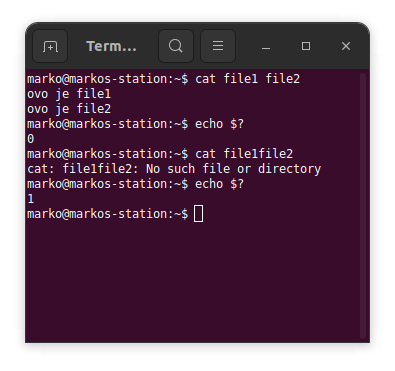 Term...
marko@markos-station:~$ cat file1 file2
ovo je file1
ovo je file2
marko@markos-station:~$ echo $?
0
marko@markos-station:~$ cat file1file2
cat: file1file2: No such file or directory
marko@markos-station:~$ echo $?
1
marko@markos-station:~$